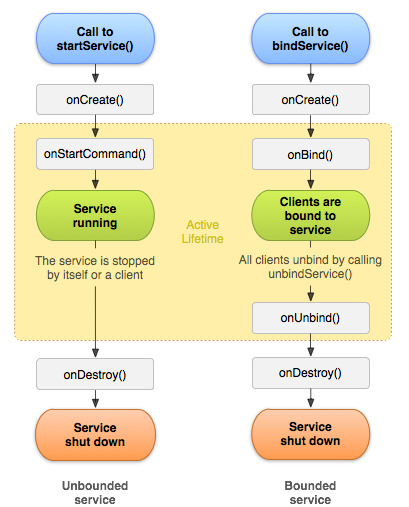 Call to
startService()
onCreate()
onStartCommand()
Service
running
The service is stopped
by itself or a client
onDestroy()
Service
shut down
Unbounded
service
Active
Lifetime
Call to
bindService()
onCreate()
onBind()
Clients are
bound to
service
All clients unbind by calling
unbindService()
onUnbind()
onDestroy()
Service
shut down
Bounded
service